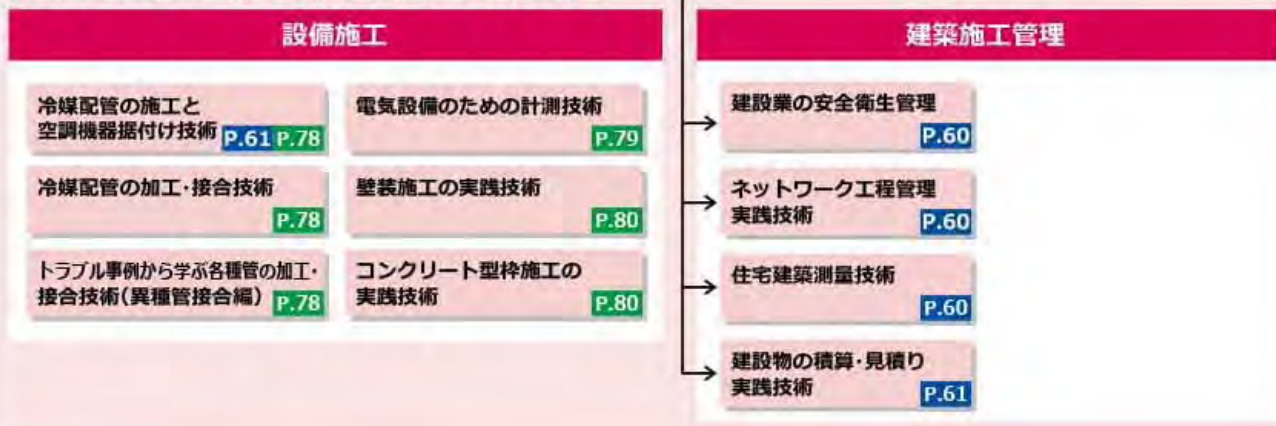 設備施工
冷媒配管の施工と
空調機器据付け技術 P.61 P.78
電気設備のための計測技術
P.79
冷媒配管の加工・接合技術
P.78
壁装施工の実践技術
P.80
トラブル事例から学ぶ各種管の加工・
接合技術(異種管接合編) P.78
コンクリート型枠施工の
実践技術 P.80
建築施工管理
建設業の安全衛生管理
P.60
ネットワーク工程管理
実践技術 P.60
住宅建築測量技術
P.60
建設物の積算・見積り
実践技術 P.61